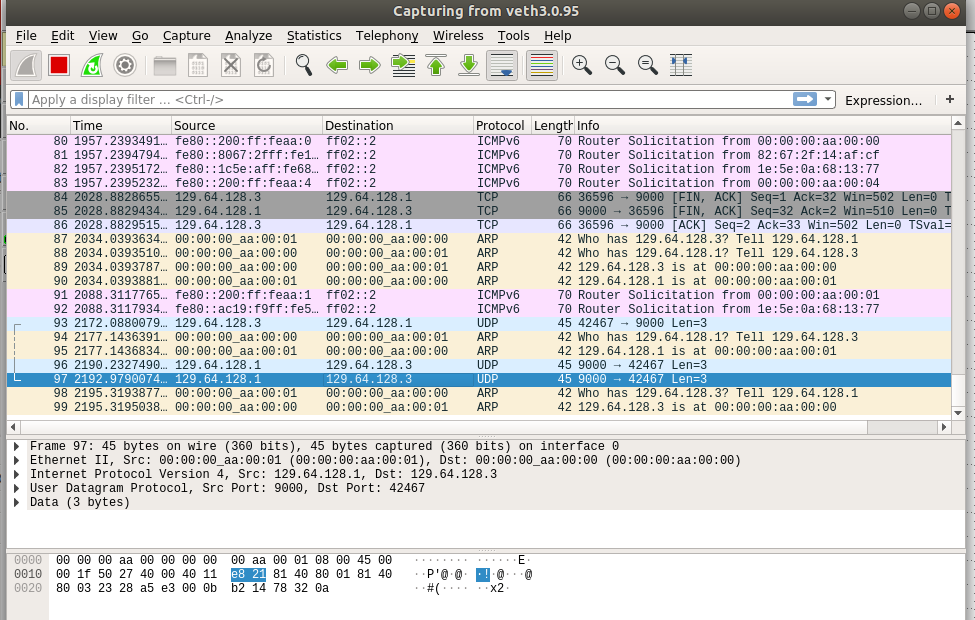 Capturing from veth3.0.95
File Edit View Go Capture Analyze Statistics Telephony Wireless Tools Help
Apply a display filter ... <Ctrl-/> Expression… +
No. Time Source Destination Protocol Length Info
80 1957.2393491… fe80::200:ff:feaa:0 ff02::2 ICMPv6 70 Router Solicitation from 00:00:00:aa:00:00
81 1957.2394794… fe80::8067:2fff:fe1… ff02::2 ICMPv6 70 Router Solicitation from 82:67:2f:14:af:cf
82 1957.2395172… fe80::1c5e:aff:fe68… ff02::2 ICMPv6 70 Router Solicitation from 1e:5e:0a:68:13:77
83 1957.2395232… fe80::200:ff:feaa:4 ff02::2 ICMPv6 70 Router Solicitation from 00:00:00:aa:00:04
84 2028.8828655… 129.64.128.3 129.64.128.1 TCP 66 36596 → 9000 [FIN, ACK] Seq=1 Ack=32 Win=502 Len=0 T
85 2028.8829434… 129.64.128.1 129.64.128.3 TCP 66 9000 → 36596 [FIN, ACK] Seq=32 Ack=2 Win=510 Len=0 T
86 2028.8829515… 129.64.128.3 129.64.128.1 TCP 66 36596 → 9000 [ACK] Seq=2 Ack=33 Win=502 Len=0 TSval=
87 2034.0393634… 00:00:00_aa:00:01 00:00:00_aa:00:00 ARP 42 Who has 129.64.128.3? Tell 129.64.128.1
88 2034.0393510… 00:00:00_aa:00:00 00:00:00_aa:00:01 ARP 42 Who has 129.64.128.1? Tell 129.64.128.3
89 2034.0393787… 00:00:00_aa:00:00 00:00:00_aa:00:01 ARP 42 129.64.128.3 is at 00:00:00:aa:00:00
90 2034.0393881… 00:00:00_aa:00:01 00:00:00_aa:00:00 ARP 42 129.64.128.1 is at 00:00:00:aa:00:01
91 2088.3117765… fe80::200:ff:feaa:1 ff02::2 ICMPv6 70 Router Solicitation from 00:00:00:aa:00:01
92 2088.3117934… fe80::ac19:f9ff:fe5… ff02::2 ICMPv6 70 Router Solicitation from 1e:5e:0a:68:13:77
93 2172.0880079… 129.64.128.3 129.64.128.1 UDP 45 42467 → 9000 Len=3
94 2177.1436391… 00:00:00_aa:00:00 00:00:00_aa:00:01 ARP 42 Who has 129.64.128.1? Tell 129.64.128.3
95 2177.1436834… 00:00:00_aa:00:01 00:00:00_aa:00:00 ARP 42 129.64.128.1 is at 00:00:00:aa:00:01
96 2190.2327490… 129.64.128.1 129.64.128.3 UDP 45 9000 → 42467 Len=3
97 2192.9790074… 129.64.128.1 129.64.128.3 UDP 45 9000 → 42467 Len=3
98 2195.3193877… 00:00:00_aa:00:01 00:00:00_aa:00:00 ARP 42 Who has 129.64.128.3? Tell 129.64.128.1
99 2195.3195038… 00:00:00_aa:00:00 00:00:00_aa:00:01 ARP 42 129.64.128.3 is at 00:00:00:aa:00:00
Frame 97: 45 bytes on wire (360 bits), 45 bytes captured (360 bits) on interface 0
Ethernet II, Src: 00:00:00_aa:00:01 (00:00:00:aa:00:01), Dst: 00:00:00_aa:00:00 (00:00:00:aa:00:00)
Internet Protocol Version 4, Src: 129.64.128.1, Dst: 129.64.128.3
User Datagram Protocol, Src Port: 9000, Dst Port: 42467
Data (3 bytes)
0000 00 00 00 aa 00 00 00 00 00 aa 00 01 08 00 45 00 ········ ······E·
0010 00 1f 50 27 40 00 40 11 e8 21 81 40 80 01 81 40 ··P'@·@· ·!·@···@
0020 80 03 23 28 a5 e3 00 0b b2 14 78 32 0a ··#(···· ··x2·